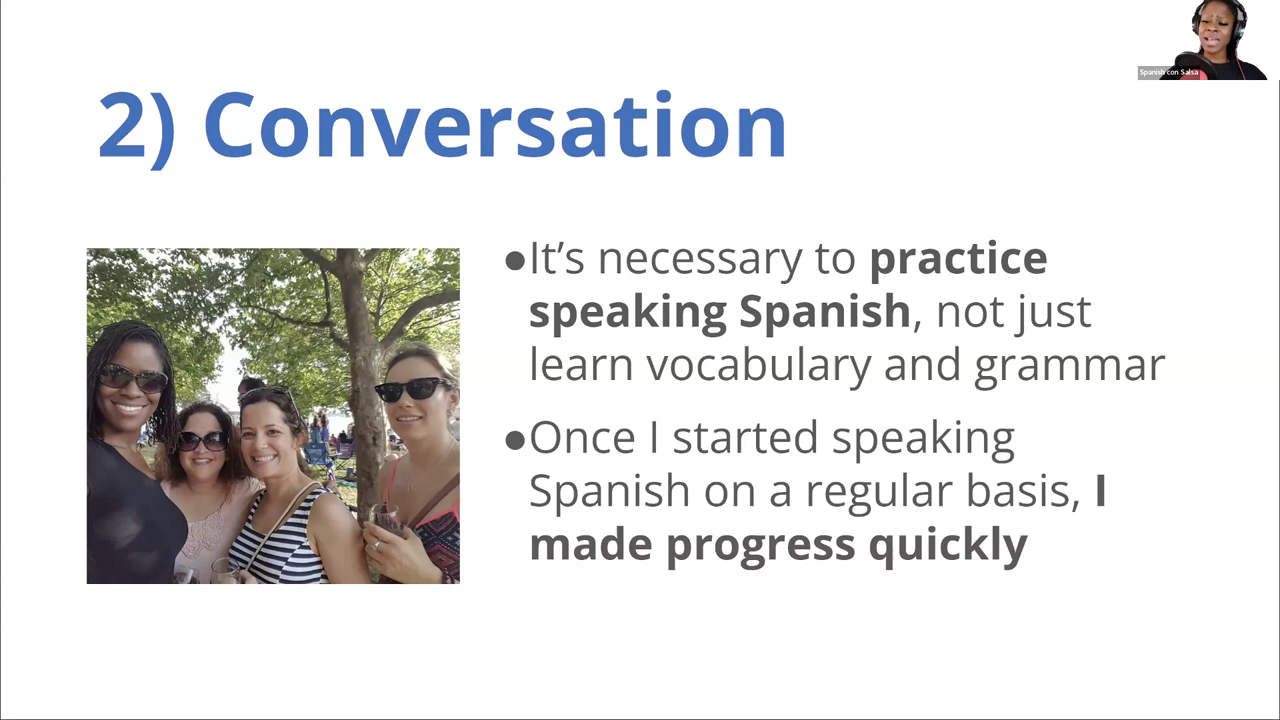 Spanish con Salsa
2) Conversation
●It’s necessary to practice
speaking Spanish, not just
learn vocabulary and grammar
●Once I started speaking
Spanish on a regular basis, I
made progress quickly